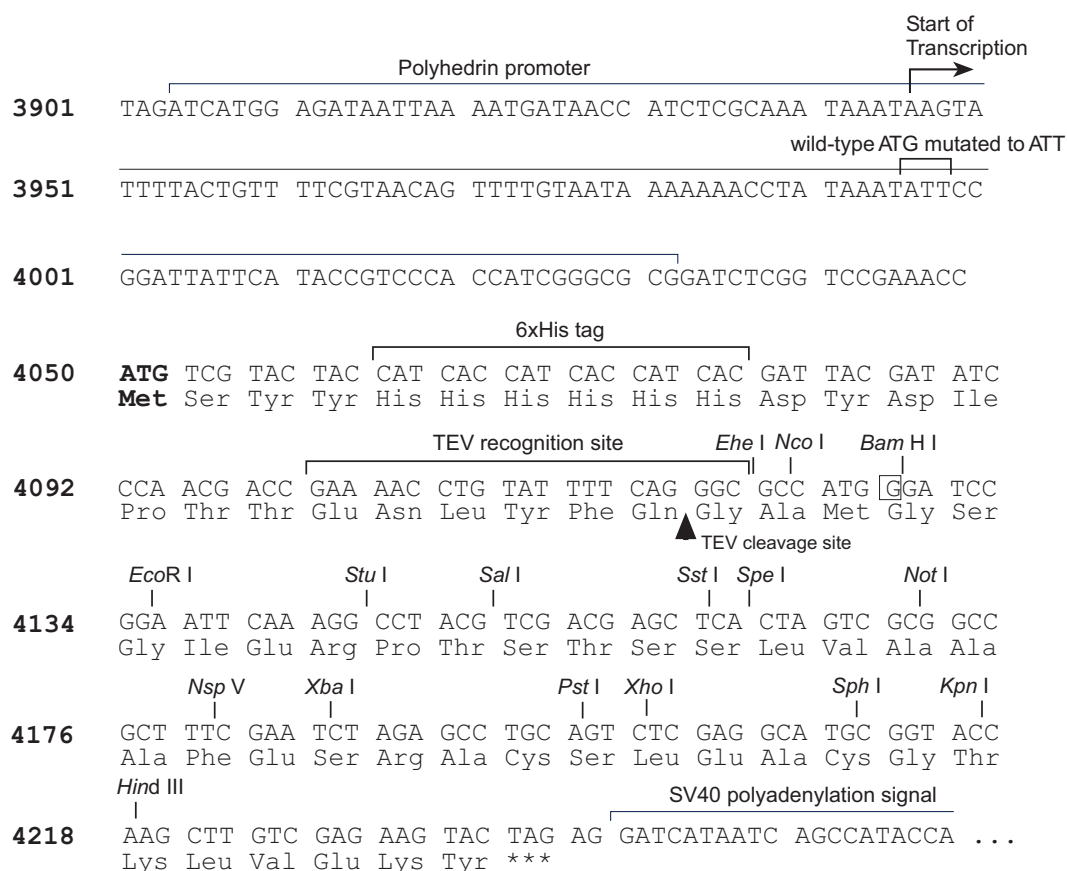 Start of
Transcription
Polyhedrin promoter
3901 TAGATCATGG AGATAATTAA AATGATAACC ATCTCGCAAA TAAATAAGTA
wild-type ATG mutated to ATT
3951 TTTTACTGTT TTCGTAACAG TTTTGTAATA AAAAAACCTA TAAATATTCC
4001 GGATTATTCA TACCGTCCCA CCATCGGGCG CGGATCTCGG TCCGAAACC
6xHis tag
4050 ATG TCG TAC TAC CAT CAC CAT CAC CAT CAC GAT TAC GAT ATC
Met Ser Tyr Tyr His His His His His His Asp Tyr Asp Ile
TEV recognition site Ehe I Nco I Bam H I
4092 CCA ACG ACC GAA AAC CTG TAT TTT CAG GGC GCC ATG GGA TCC
Pro Thr Thr Glu Asn Leu Tyr Phe Gln Gly Ala Met Gly Ser
TEV cleavage site
EcoR I Stu I Sal I Sst I Spe I Not I
4134 GGA ATT CAA AGG CCT ACG TCG ACG AGC TCA CTA GTC GCG GCC
Gly Ile Glu Arg Pro Thr Ser Thr Ser Ser Leu Val Ala Ala
Nsp V Xba I Pst I Xho I Sph I Kpn I
4176 GCT TTC GAA TCT AGA GCC TGC AGT CTC GAG GCA TGC GGT ACC
Ala Phe Glu Ser Arg Ala Cys Ser Leu Glu Ala Cys Gly Thr
Hind III
SV40 polyadenylation signal
4218 AAG CTT GTC GAG AAG TAC TAG AG GATCATAATC AGCCATACCA ...
Lys Leu Val Glu Lys Tyr ***